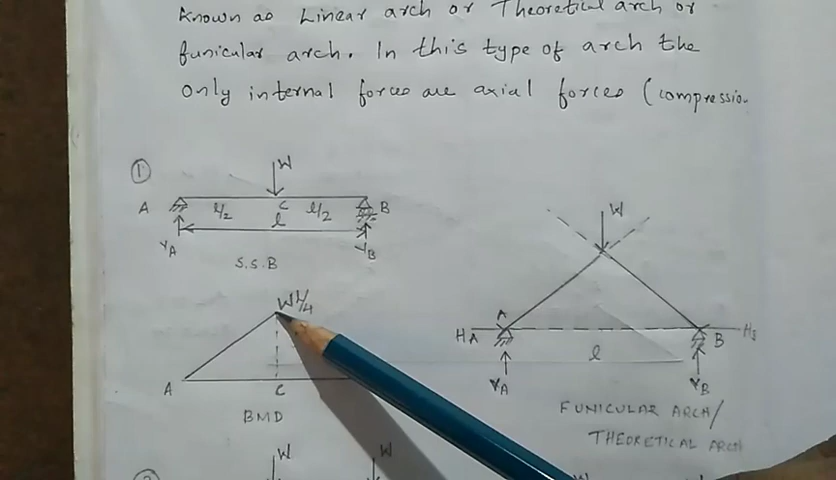 Known as Linear arch or Theoretical arch or
funicular arch. In this type of arch the
only internal forces are axial forces (compressio
①
W
A l/2 C l/2 B
l
VA VB
S.S.B
Wl/4
A C
BMD
W
A
HA B
l
VA VB
FUNICULAR ARCH/
THEORETICAL ARCH
W W